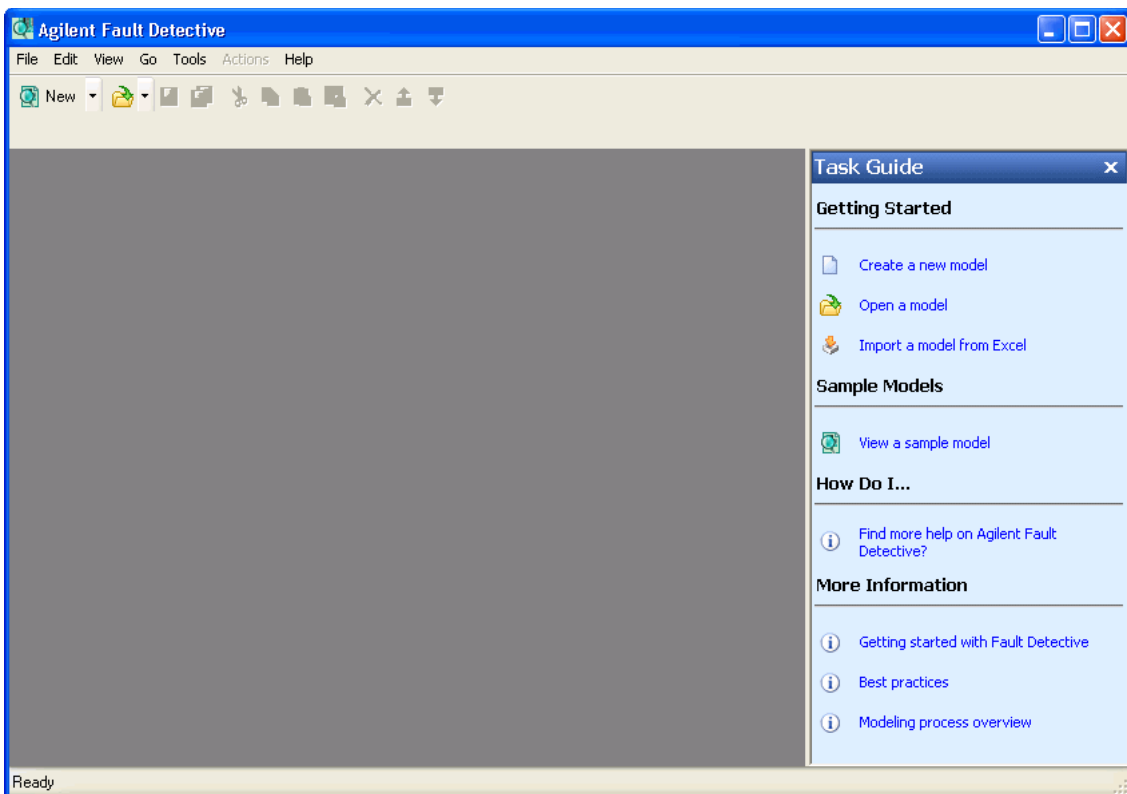 Agilent Fault Detective
File Edit View Go Tools Actions Help
New
Task Guide
Getting Started
Create a new model
Open a model
Import a model from Excel
Sample Models
View a sample model
How Do I...
Find more help on Agilent Fault
Detective?
More Information
Getting started with Fault Detective
Best practices
Modeling process overview
Ready